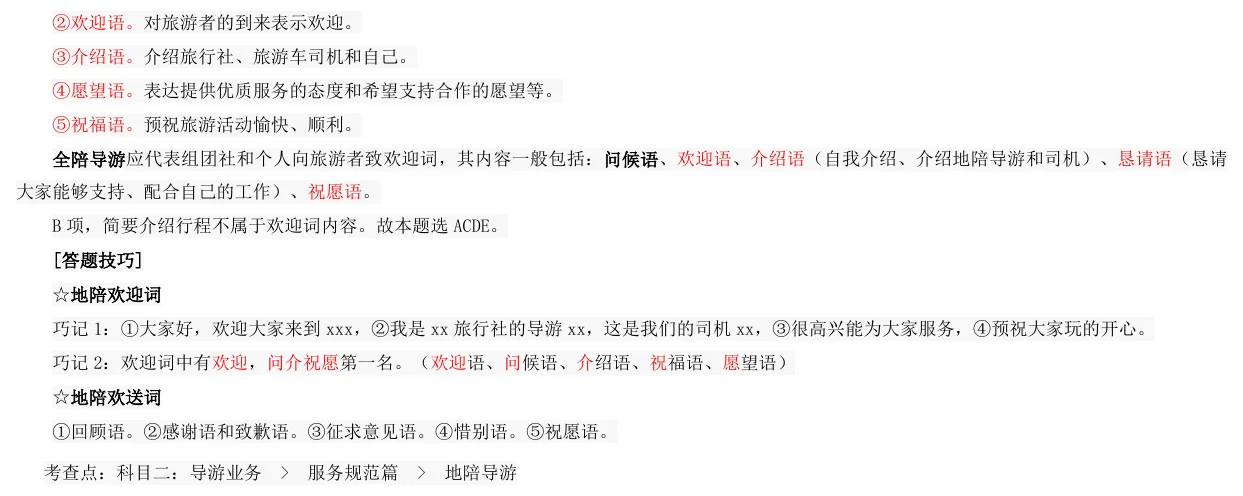 ②欢迎语。对旅游者的到来表示欢迎。
③介绍语。介绍旅行社、旅游车司机和自己。
④愿望语。表达提供优质服务的态度和希望支持合作的愿望等。
⑤祝福语。预祝旅游活动愉快、顺利。
全陪导游应代表组团社和个人向旅游者致欢迎词，其内容一般包括：问候语、欢迎语、介绍语（自我介绍、介绍地陪导游和司机）、恳请语（恳请
大家能够支持、配合自己的工作）、祝愿语。
B 项，简要介绍行程不属于欢迎词内容。故本题选 ACDE。
[答题技巧]
☆地陪欢迎词
巧记 1：①大家好，欢迎大家来到 xxx，②我是 xx 旅行社的导游 xx，这是我们的司机 xx，③很高兴能为大家服务，④预祝大家玩的开心。
巧记 2：欢迎词中有欢迎，问介祝愿第一名。（欢迎语、问候语、介绍语、祝福语、愿望语）
☆地陪欢送词
①回顾语。②感谢语和致歉语。③征求意见语。④惜别语。⑤祝愿语。
考查点：科目二：导游业务 > 服务规范篇 > 地陪导游